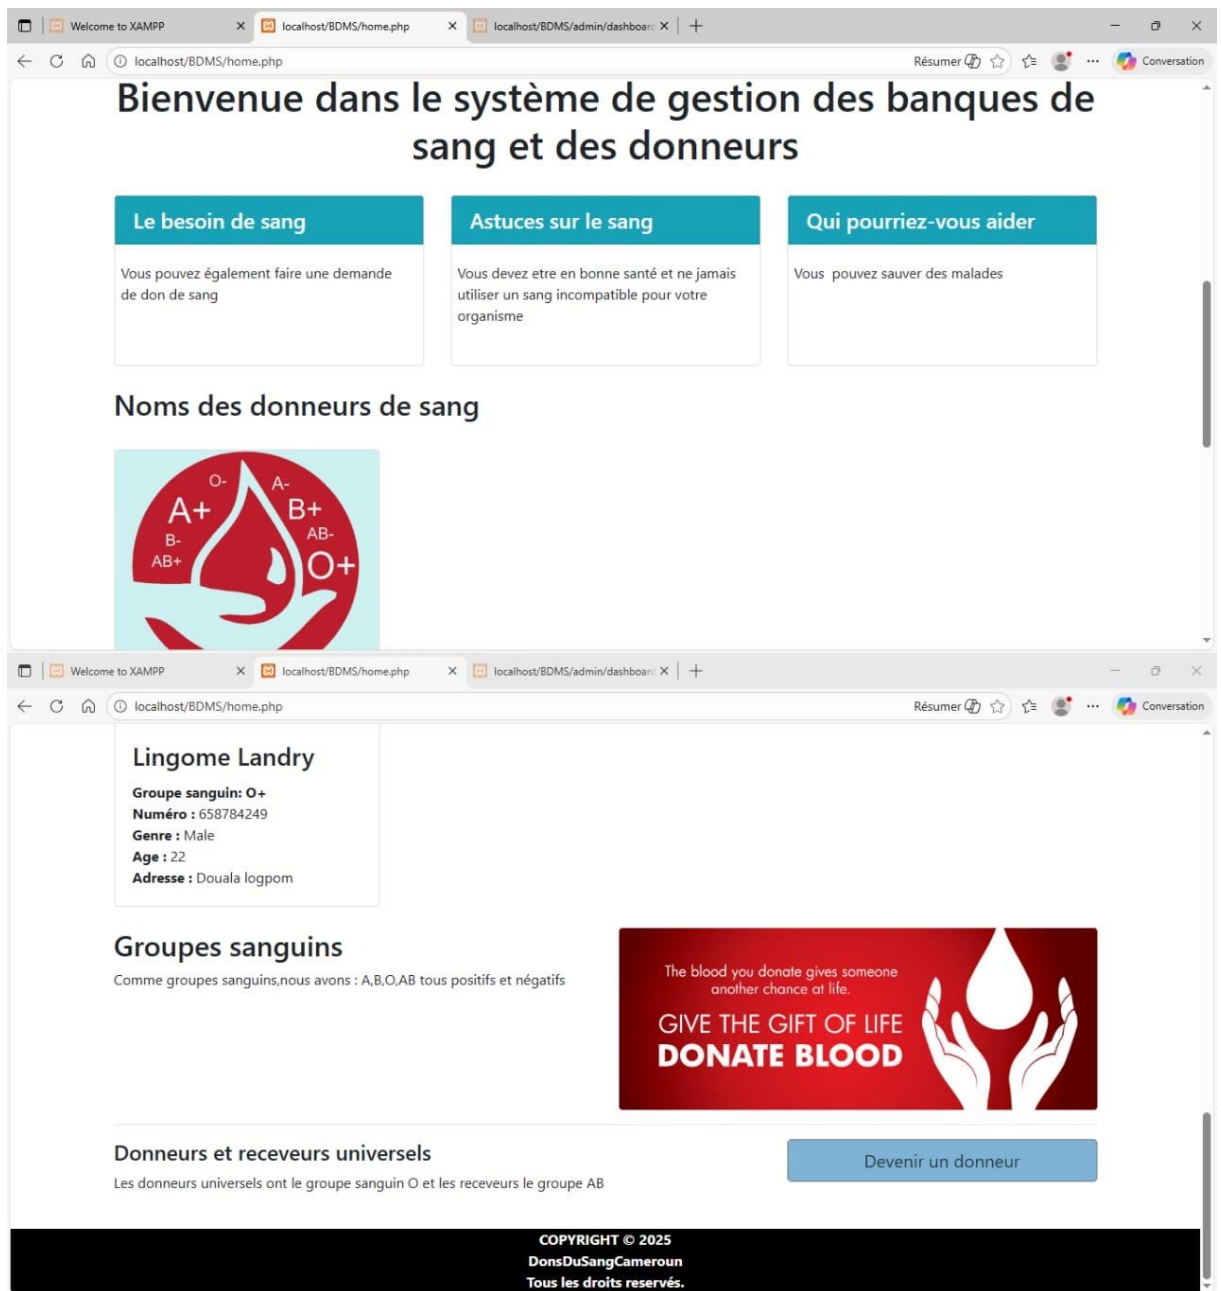 Welcome to XAMPP
localhost/BDMS/home.php
localhost/BDMS/admin/dashboard
localhost/BDMS/home.php
Résumer
Conversation
Bienvenue dans le système de gestion des banques de
sang et des donneurs
Le besoin de sang
Vous pouvez également faire une demande
de don de sang
Astuces sur le sang
Vous devez etre en bonne santé et ne jamais
utiliser un sang incompatible pour votre
organisme
Qui pourriez-vous aider
Vous pouvez sauver des malades
Noms des donneurs de sang
O-
A-
A+
B+
B-
AB-
AB+
O+
Welcome to XAMPP
localhost/BDMS/home.php
localhost/BDMS/admin/dashboard
localhost/BDMS/home.php
Résumer
Conversation
Lingome Landry
Groupe sanguin: O+
Numéro : 658784249
Genre : Male
Age : 22
Adresse : Douala logpom
Groupes sanguins
Comme groupes sanguins,nous avons : A,B,O,AB tous positifs et négatifs
The blood you donate gives someone
another chance at life.
GIVE THE GIFT OF LIFE
DONATE BLOOD
Donneurs et receveurs universels
Les donneurs universels ont le groupe sanguin O et les receveurs le groupe AB
Devenir un donneur
COPYRIGHT © 2025
DonsDuSangCameroun
Tous les droits reservés.